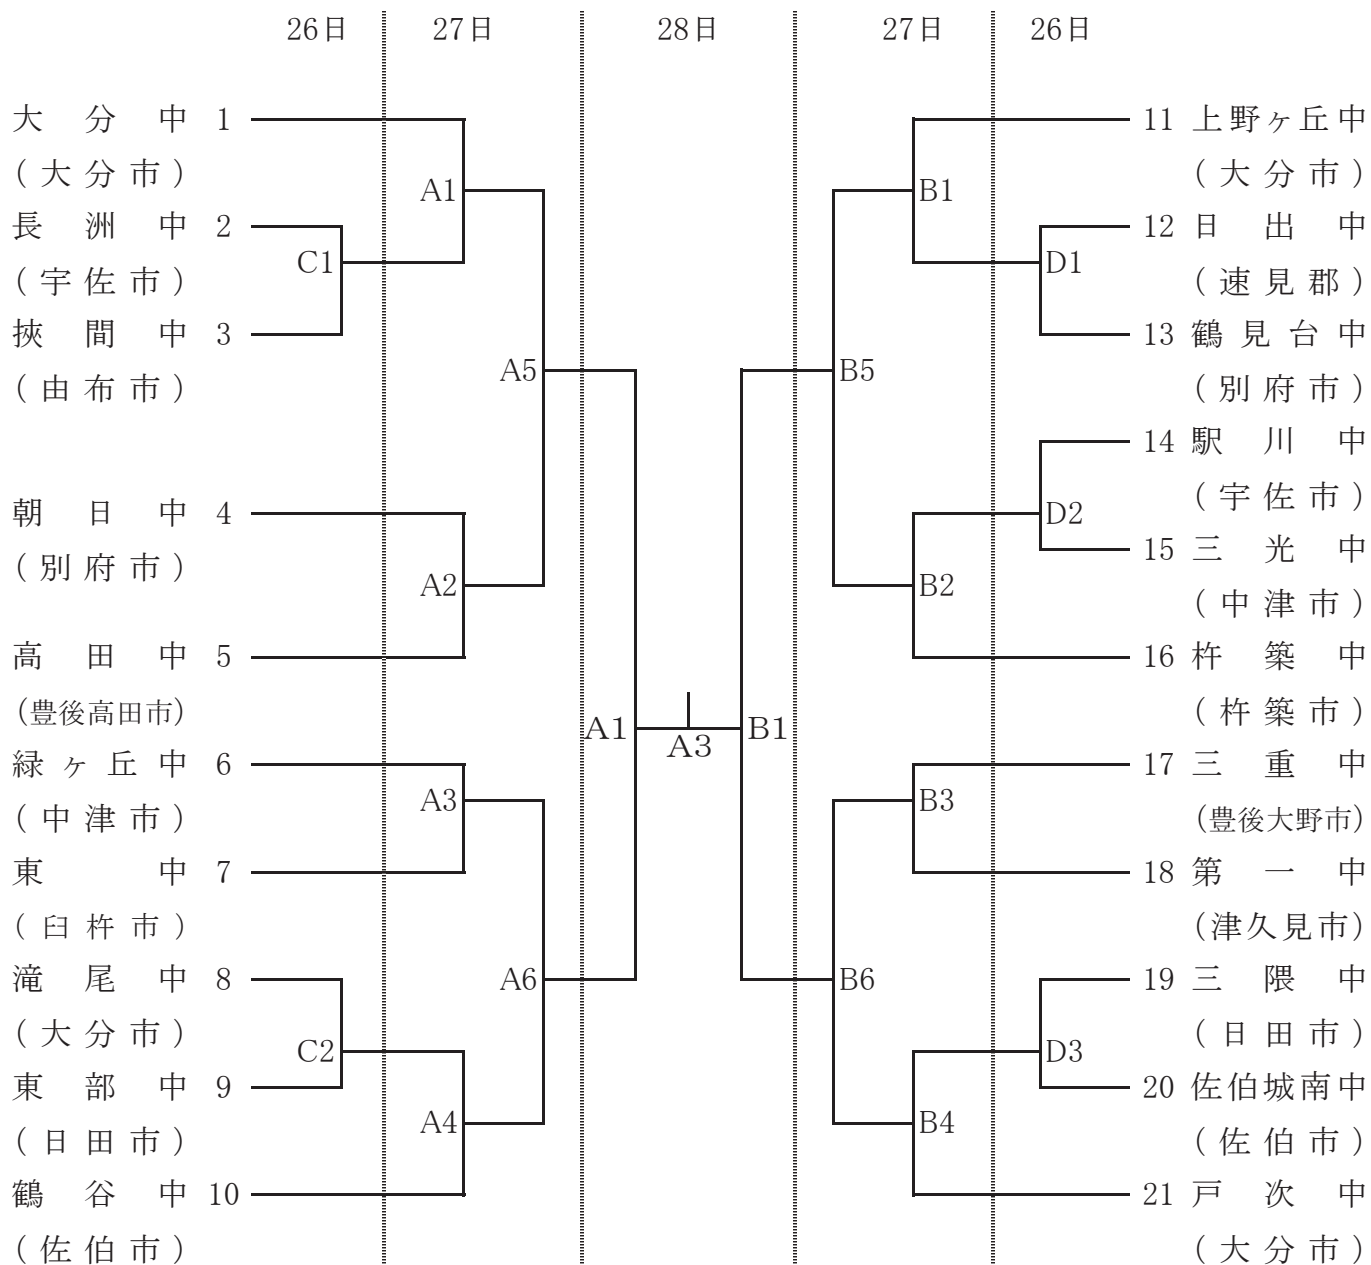 26日 27日 28日 27日 26日
大分中 1
(大分市)
長洲中 2
(宇佐市)
挾間中 3
(由布市)
朝日中 4
(別府市)
高田中 5
(豊後高田市)
緑ヶ丘中 6
(中津市)
東中 7
(臼杵市)
滝尾中 8
(大分市)
東部中 9
(日田市)
鶴谷中 10
(佐伯市)
C1
C2
A1
A2
A3
A4
A5
A6
A1
A3
B1
B5
B6
B1
B2
B3
B4
D1
D2
D3
11 上野ヶ丘中
(大分市)
12 日出中
(速見郡)
13 鶴見台中
(別府市)
14 駅川中
(宇佐市)
15 三光中
(中津市)
16 杵築中
(杵築市)
17 三重中
(豊後大野市)
18 第一中
(津久見市)
19 三隈中
(日田市)
20 佐伯城南中
(佐伯市)
21 戸次中
(大分市)